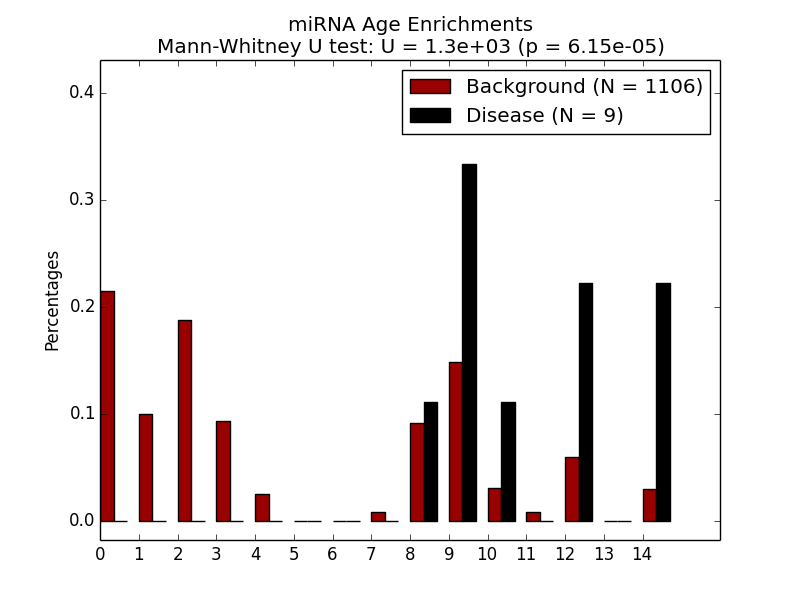 miRNA Age Enrichments
Mann-Whitney U test: U = 1.3e+03 (p = 6.15e-05)
Background (N = 1106)
Disease (N = 9)
Percentages
0.4
0.3
0.2
0.1
0.0
0 1 2 3 4 5 6 7 8 9 10 11 12 13 14